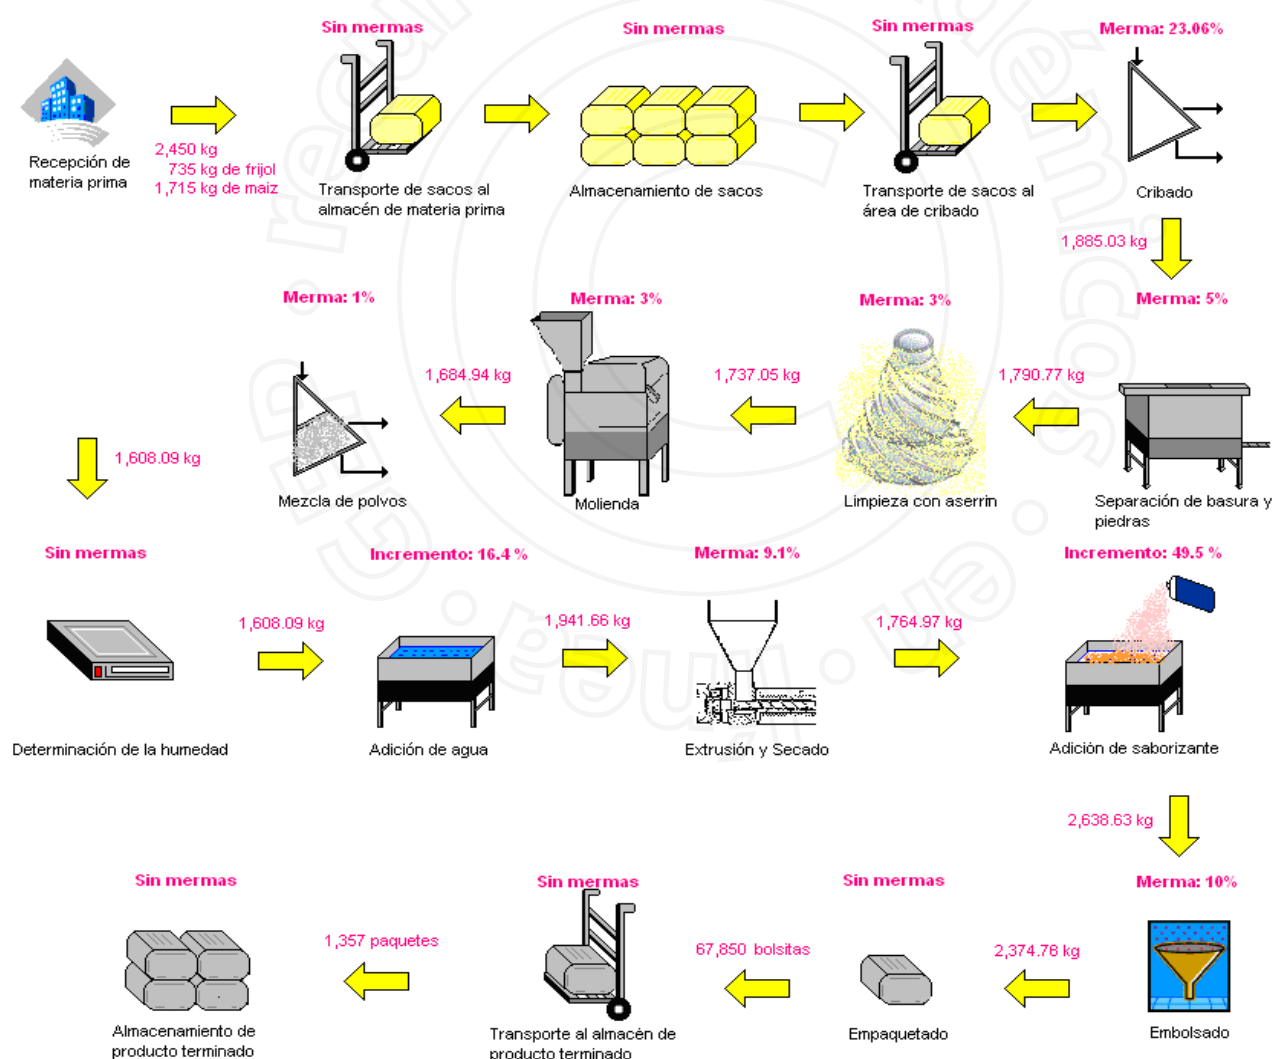 Sin mermas
Sin mermas
Sin mermas
Merma: 23.06%
Recepción de
materia prima
2,450 kg
735 kg de frijol
1,715 kg de maiz
Transporte de sacos al
almacén de materia prima
Almacenamiento de sacos
Transporte de sacos al
área de cribado
Cribado
1,885.03 kg
Merma: 1%
Merma: 3%
Merma: 3%
Merma: 5%
1,684.94 kg
1,737.05 kg
1,790.77 kg
1,608.09 kg
Mezcla de polvos
Molienda
Limpieza con aserrin
Separación de basura y
piedras
Sin mermas
Incremento: 16.4 %
Merma: 9.1%
Incremento: 49.5 %
1,608.09 kg
1,941.66 kg
1,764.97 kg
Determinación de la humedad
Adición de agua
Extrusión y Secado
Adición de saborizante
2,638.63 kg
Sin mermas
Sin mermas
Sin mermas
Merma: 10%
1,357 paquetes
67,850 bolsitas
2,374.76 kg
Almacenamiento de
producto terminado
Transporte al almacén de
producto terminado
Empaquetado
Embolsado